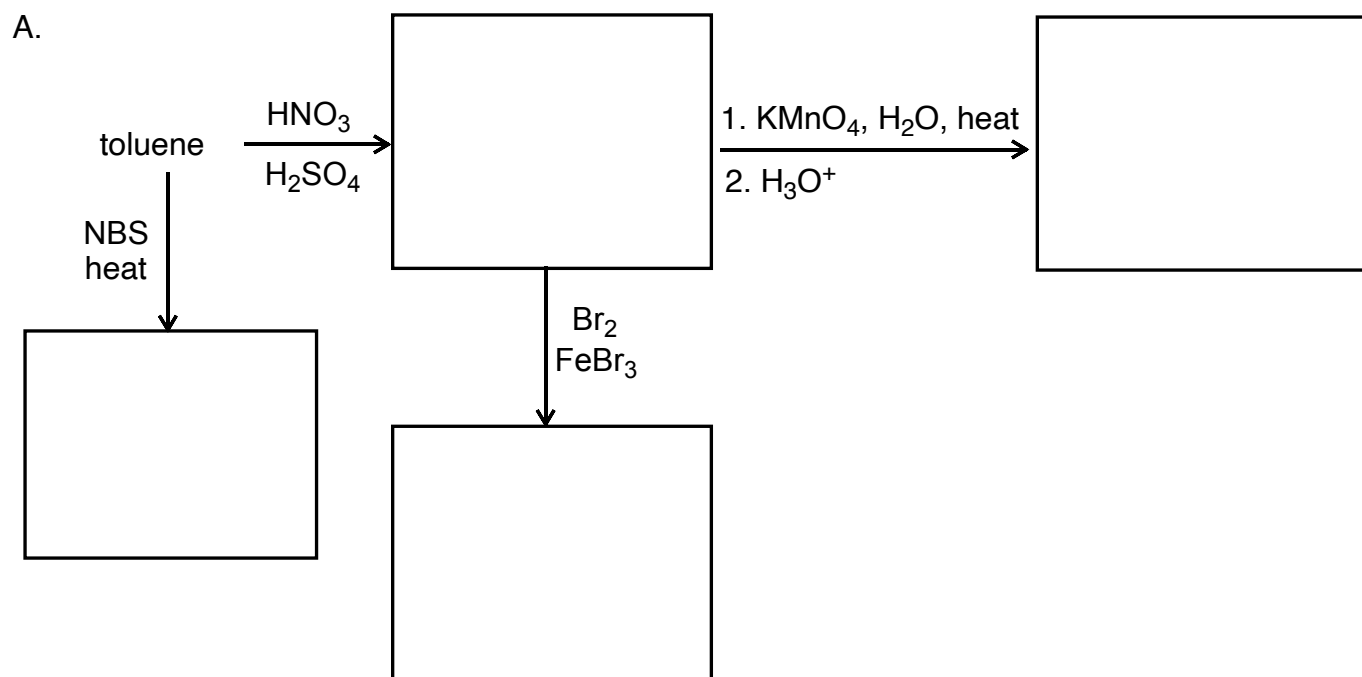 A.
toluene
HNO₃
H₂SO₄
1. KMnO₄, H₂O, heat
2. H₃O⁺
NBS
heat
Br₂
FeBr₃